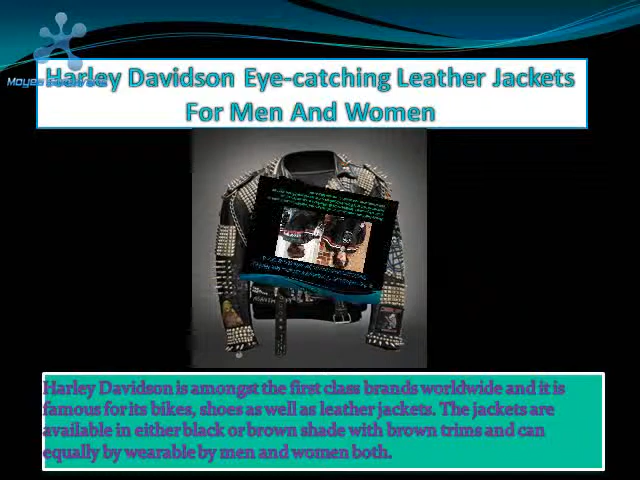 Harley Davidson Eye-catching Leather Jackets
For Men And Women
Harley Davidson is amongst the first class brands worldwide and it is
famous for its bikes, shoes as well as leather jackets. The jackets are
available in either black or brown shade with brown trims and can
equally by wearable by men and women both.